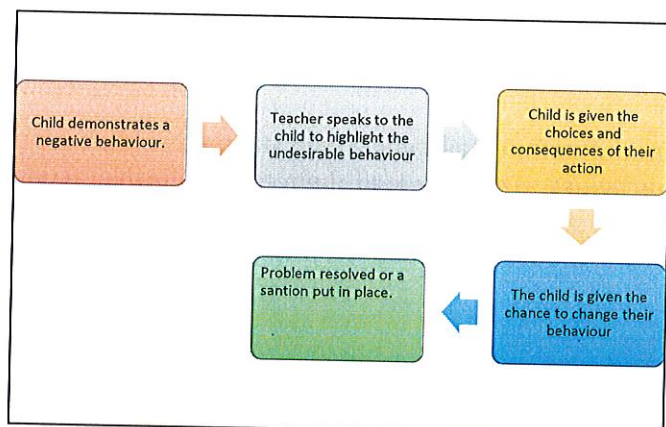 Child demonstrates a
negative behaviour.
Teacher speaks to the
child to highlight the
undesirable behaviour
Child is given the
choices and
consequences of their
action
The child is given the
chance to change their
behaviour
Problem resolved or a
santion put in place.